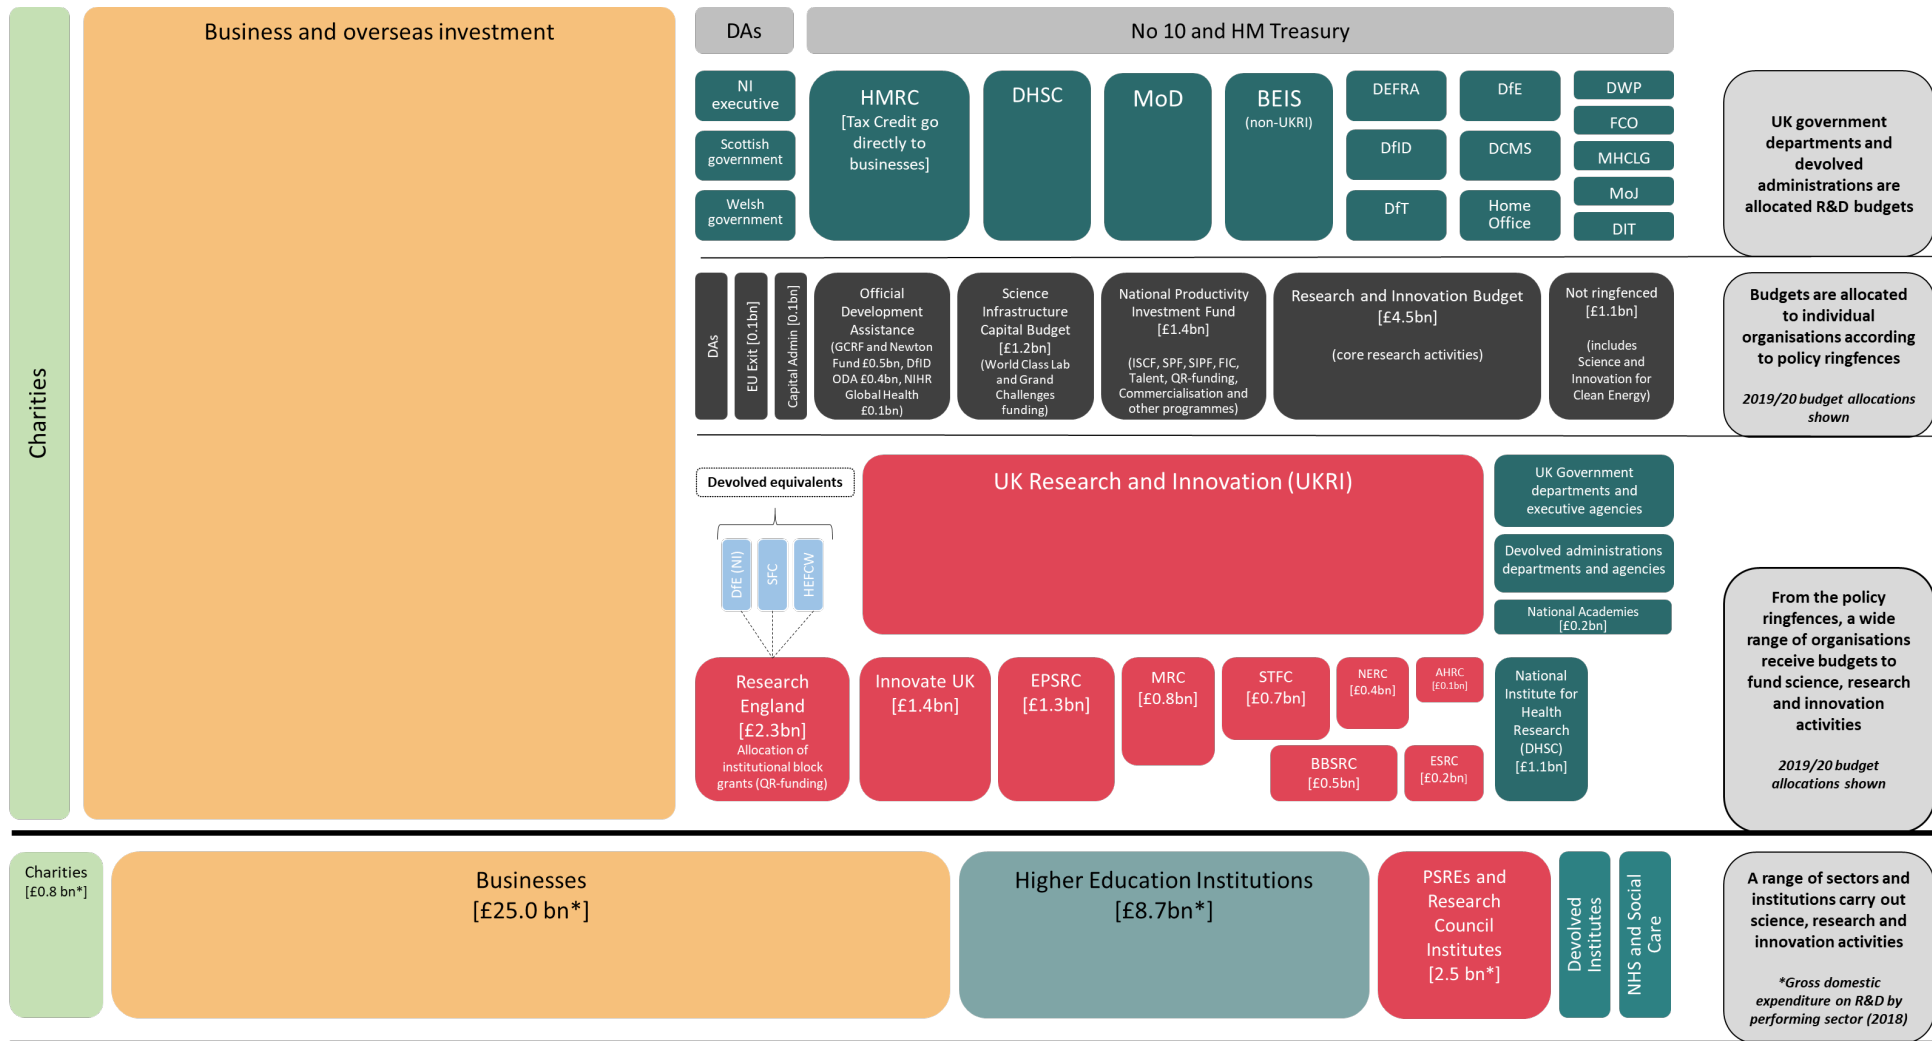 Charities
Business and overseas investment
DAs
No 10 and HM Treasury
NI
executive
Scottish
government
Welsh
government
HMRC
[Tax Credit go
directly to
businesses]
DHSC
MoD
BEIS
(non-UKRI)
DEFRA
DfID
DfT
DfE
DCMS
Home
Office
DWP
FCO
MHCLG
MoJ
DIT
UK government
departments and
devolved
administrations are
allocated R&D budgets
DAs
EU Exit [0.1bn]
Capital Admin [0.1bn]
Official
Development
Assistance
(GCRF and Newton
Fund £0.5bn, DfID
ODA £0.4bn, NIHR
Global Health
£0.1bn)
Science
Infrastructure
Capital Budget
[£1.2bn]
(World Class Lab
and Grand
Challenges
funding)
National Productivity
Investment Fund
[£1.4bn]
(ISCF, SPF, SIPF, FIC,
Talent, QR-funding,
Commercialisation and
other programmes)
Research and Innovation Budget
[£4.5bn]
(core research activities)
Not ringfenced
[£1.1bn]
(includes
Science and
Innovation for
Clean Energy)
Budgets are allocated
to individual
organisations according
to policy ringfences
2019/20 budget allocations
shown
Devolved equivalents
DfE (NI)
SFC
HEFCW
UK Research and Innovation (UKRI)
UK Government
departments and
executive agencies
Devolved administrations
departments and agencies
National Academies
[£0.2bn]
Research
England
[£2.3bn]
Allocation of
institutional block
grants (QR-funding)
Innovate UK
[£1.4bn]
EPSRC
[£1.3bn]
MRC
[£0.8bn]
STFC
[£0.7bn]
NERC
[£0.4bn]
AHRC
[£0.1bn]
BBSRC
[£0.5bn]
ESRC
[£0.2bn]
National
Institute for
Health
Research
(DHSC)
[£1.1bn]
From the policy
ringfences, a wide
range of organisations
receive budgets to
fund science, research
and innovation
activities
2019/20 budget
allocations shown
Charities
[£0.8 bn*]
Businesses
[£25.0 bn*]
Higher Education Institutions
[£8.7bn*]
PSREs and
Research
Council
Institutes
[2.5 bn*]
Devolved
Institutes
NHS and Social
Care
A range of sectors and
institutions carry out
science, research and
innovation activities
*Gross domestic
expenditure on R&D by
performing sector (2018)